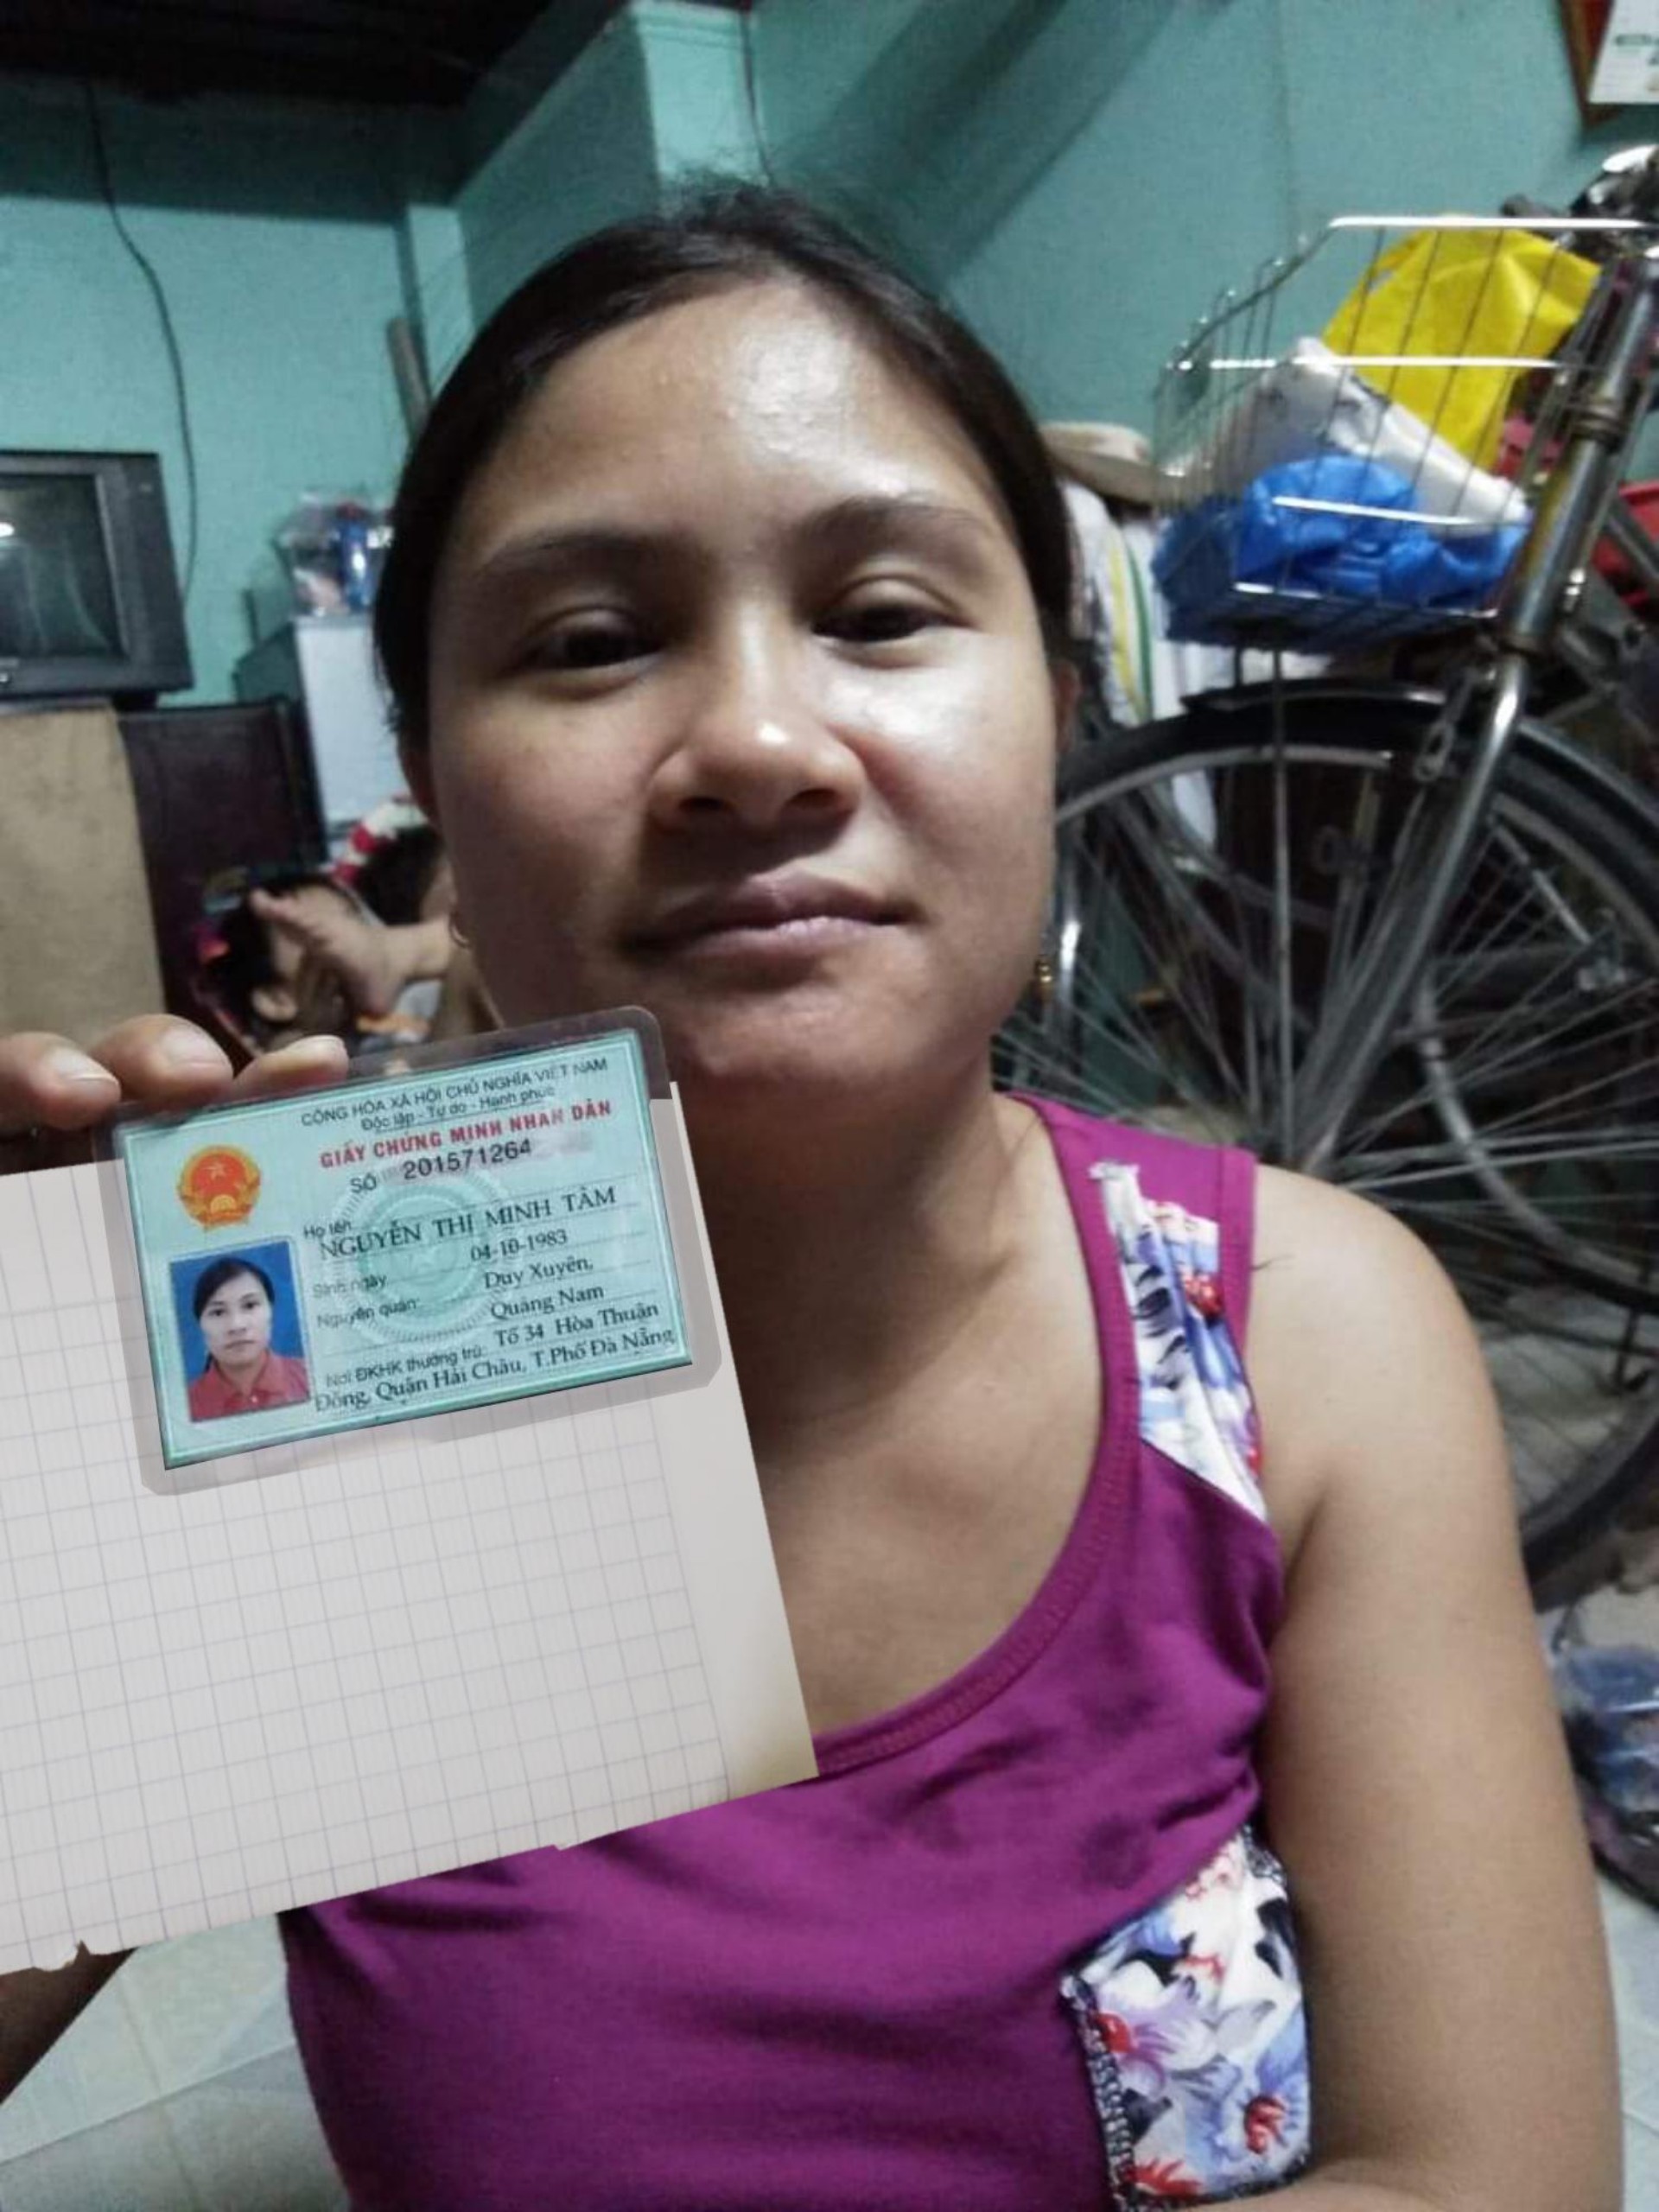 CỘNG HÒA XÃ HỘI CHỦ NGHĨA VIỆT NAM
Độc lập - Tự do - Hạnh phúc
GIẤY CHỨNG MINH NHÂN DÂN
SỐ 201571264
Họ tên
NGUYỄN THỊ MINH TÂM
Sinh ngày 04-10-1983
Nguyên quán: Duy Xuyên,
Quảng Nam
Nơi ĐKHK thường trú: Tổ 34 Hòa Thuận
Đông, Quận Hải Châu, T.Phố Đà Nẵng